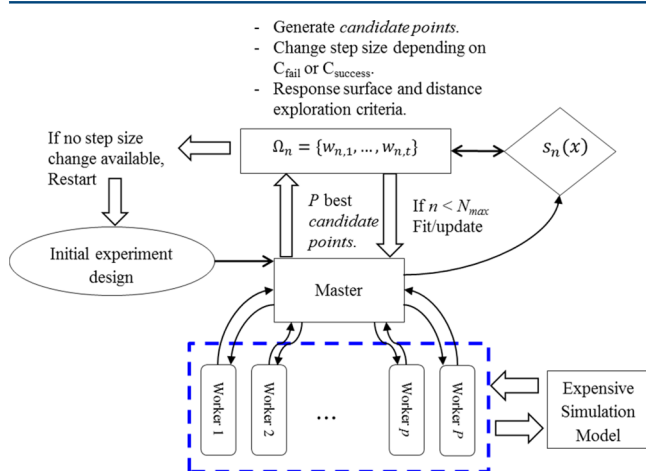 - Generate candidate points.
- Change step size depending on
C_fail or C_success.
- Response surface and distance
exploration criteria.
If no step size
change available,
Restart
Ω_n = {w_{n,1}, … , w_{n,t}}
s_n(x)
P best
candidate
points.
If n < N_max
Fit/update
Initial experiment
design
Master
Worker 1
Worker 2
...
Worker p
Worker P
Expensive
Simulation
Model